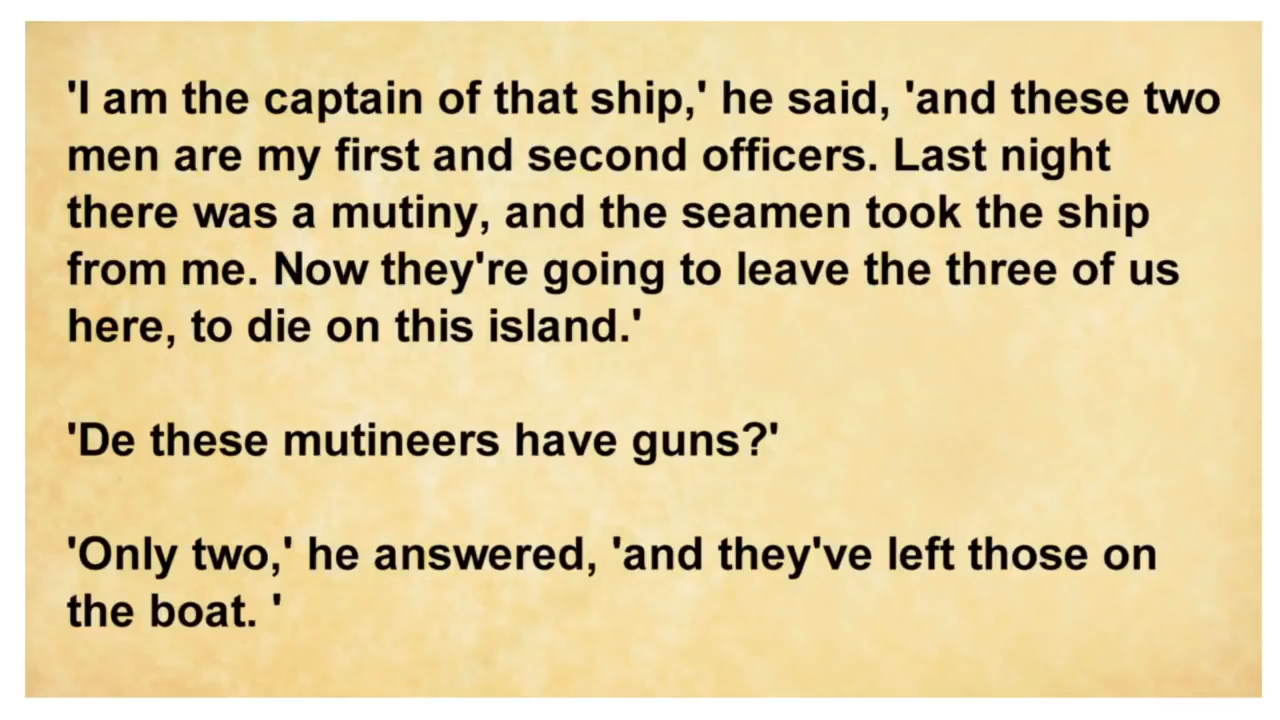 'I am the captain of that ship,' he said, 'and these two
men are my first and second officers. Last night
there was a mutiny, and the seamen took the ship
from me. Now they're going to leave the three of us
here, to die on this island.'
'De these mutineers have guns?'
'Only two,' he answered, 'and they've left those on
the boat. '